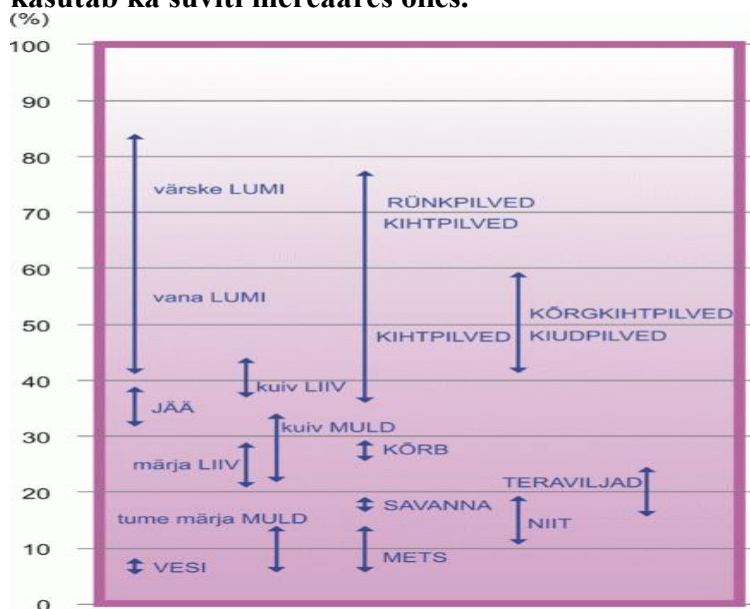 kasutab ka suviti mereääres olles.
(%)
100
90
80
värske LUMI
RÜNKPILVED
70
KIHTPILVED
60
vana LUMI
KÕRGKIHTPILVED
50
KIHTPILVED
KIUDPILVED
40
kuiv LIIV
JÄÄ
kuiv MULD
30
KÕRB
märja LIIV
TERAVILJAD
20
SAVANNA
tume märja MULD
NIIT
10
METS
VESI
0